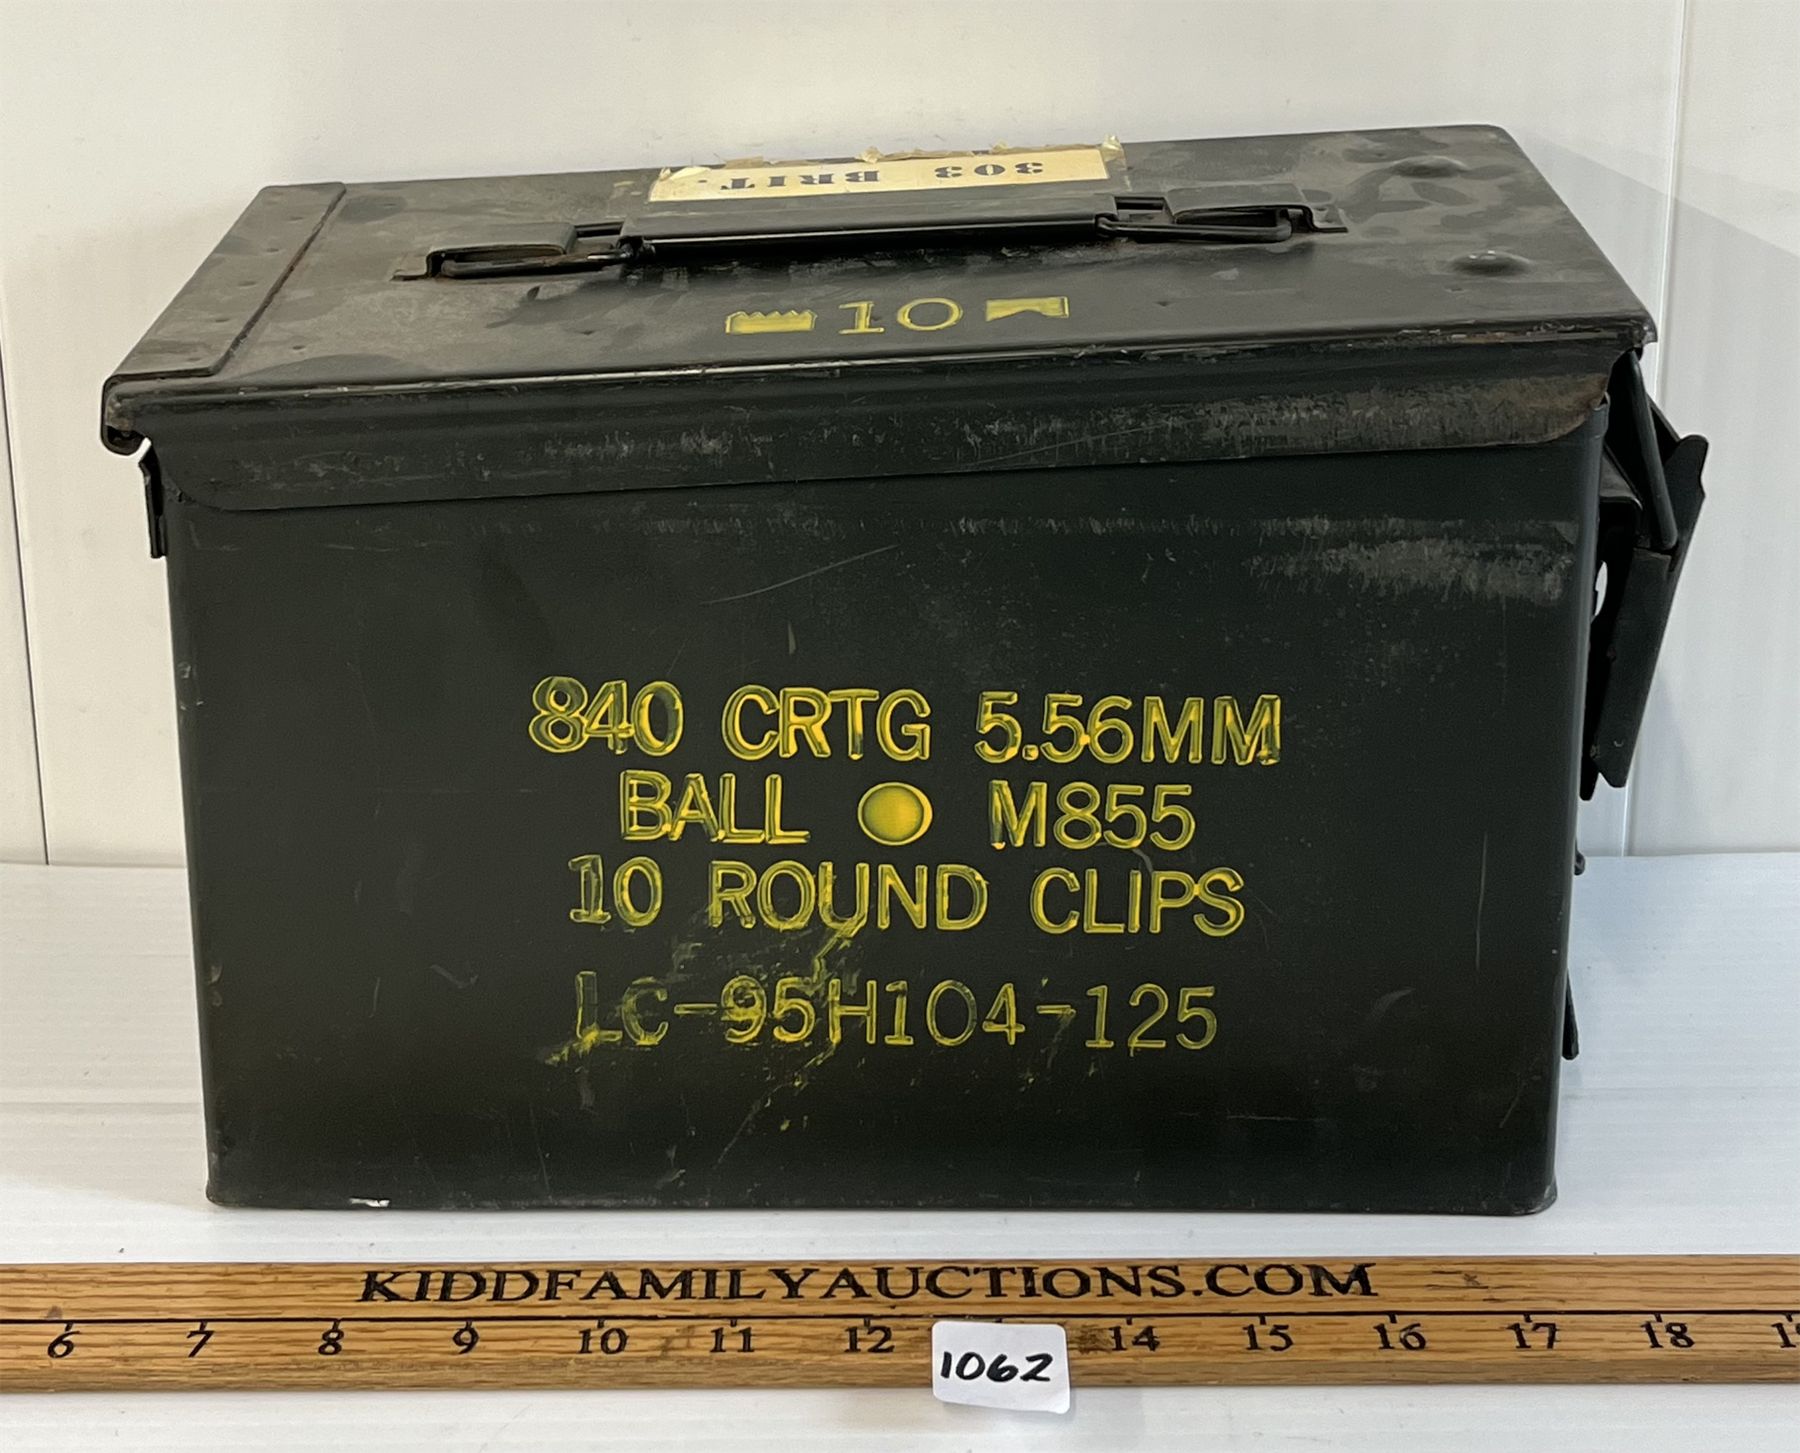 303 BRIT.
10
840 CRTG 5.56MM
BALL M855
10 ROUND CLIPS
LC-95H104-125
KIDDFAMILYAUCTIONS.COM
6 7 8 9 10 11 12 14 15 16 17 18
1062